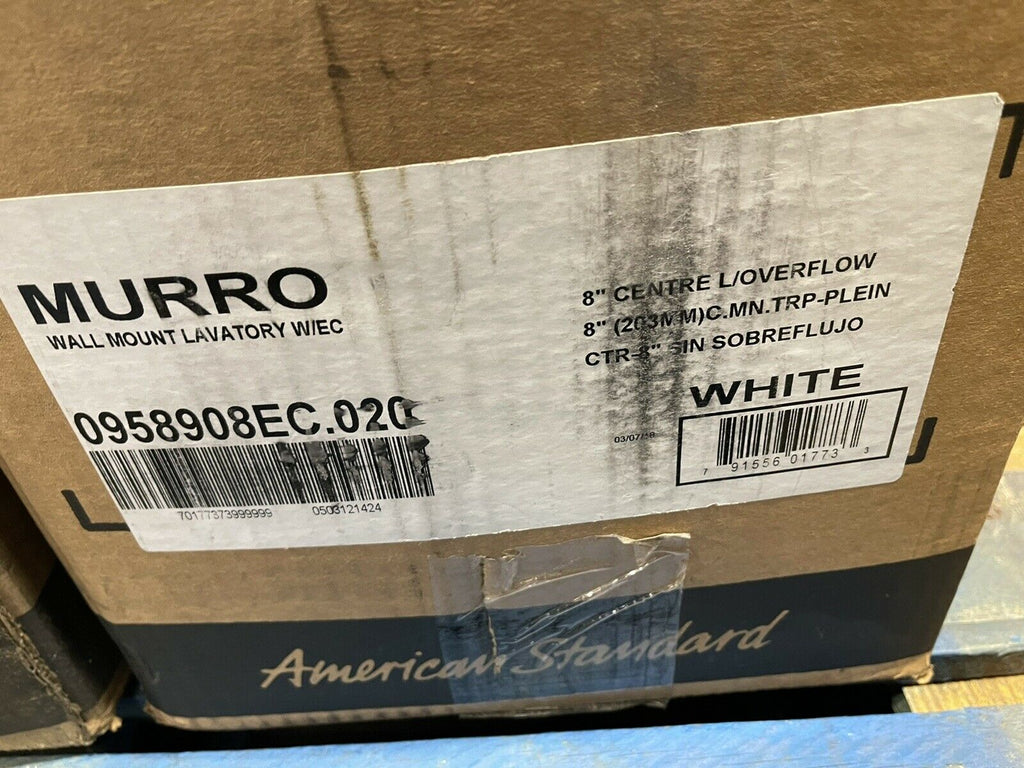 MURRO
WALL MOUNT LAVATORY W/EC
8" CENTRE L/OVERFLOW
8" (203MM)C.MN.TRP-PLEIN
CTR-8" SIN SOBREFLUJO
WHITE
0958908EC.020
03/07/18
7 91556 01773 3
70177373999999 0503121424
American Standard